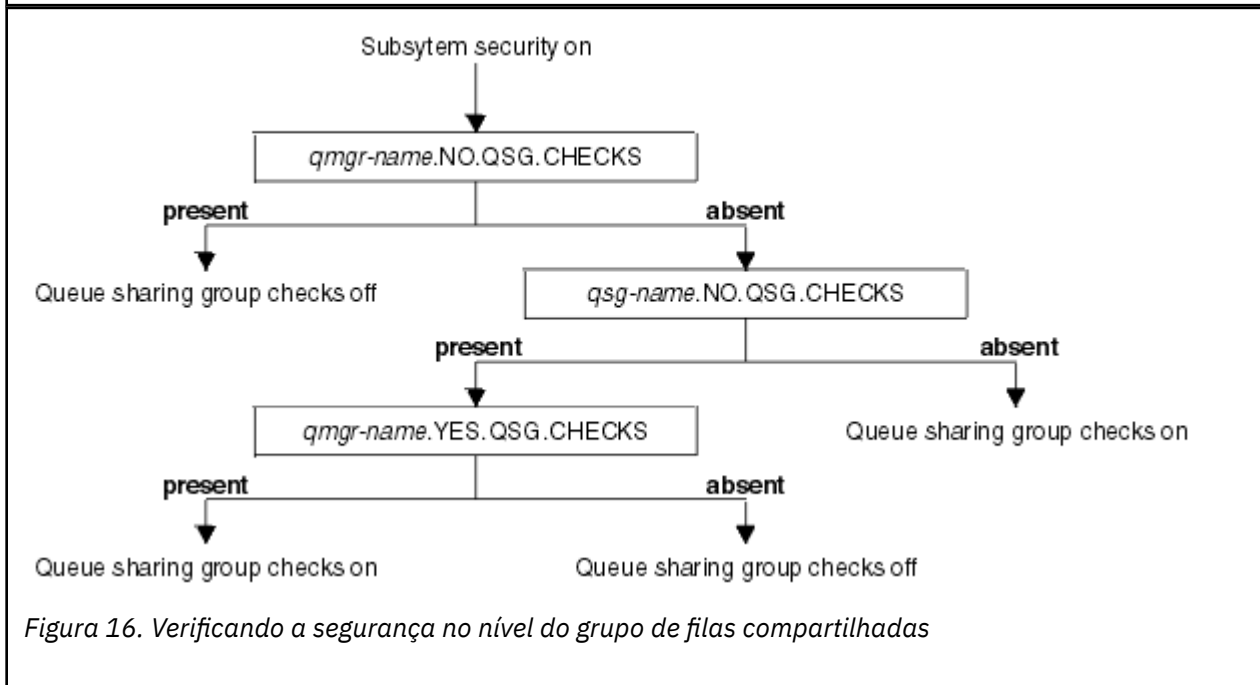 Subsytem security on
qmgr-name.NO.QSG.CHECKS
present
absent
Queue sharing group checks off
qsg-name.NO.QSG.CHECKS
present
absent
qmgr-name.YES.QSG.CHECKS
Queue sharing group checks on
present
absent
Queue sharing group checks on
Queue sharing group checks off
Figura 16. Verificando a segurança no nível do grupo de filas compartilhadas